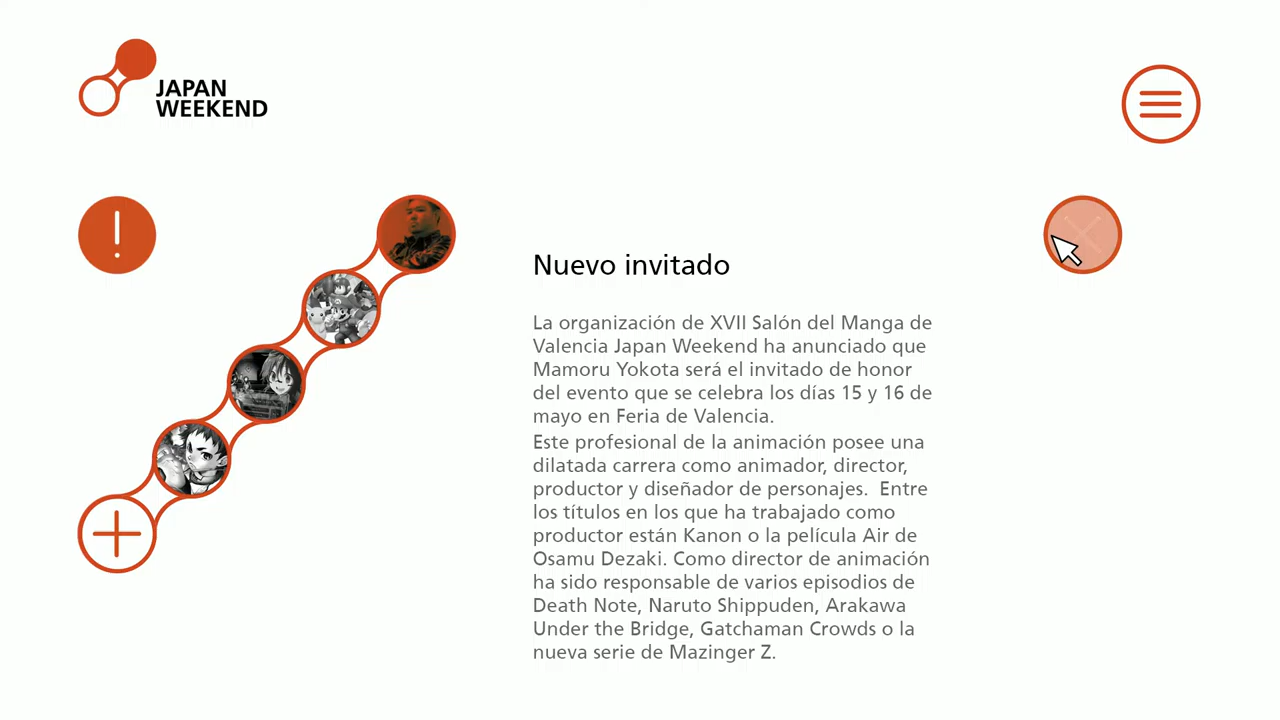 JAPAN
WEEKEND
!
Nuevo invitado
La organización de XVII Salón del Manga de
Valencia Japan Weekend ha anunciado que
Mamoru Yokota será el invitado de honor
del evento que se celebra los días 15 y 16 de
mayo en Feria de Valencia.
Este profesional de la animación posee una
dilatada carrera como animador, director,
productor y diseñador de personajes.  Entre
los títulos en los que ha trabajado como
productor están Kanon o la película Air de
Osamu Dezaki. Como director de animación
ha sido responsable de varios episodios de
Death Note, Naruto Shippuden, Arakawa
Under the Bridge, Gatchaman Crowds o la
nueva serie de Mazinger Z.